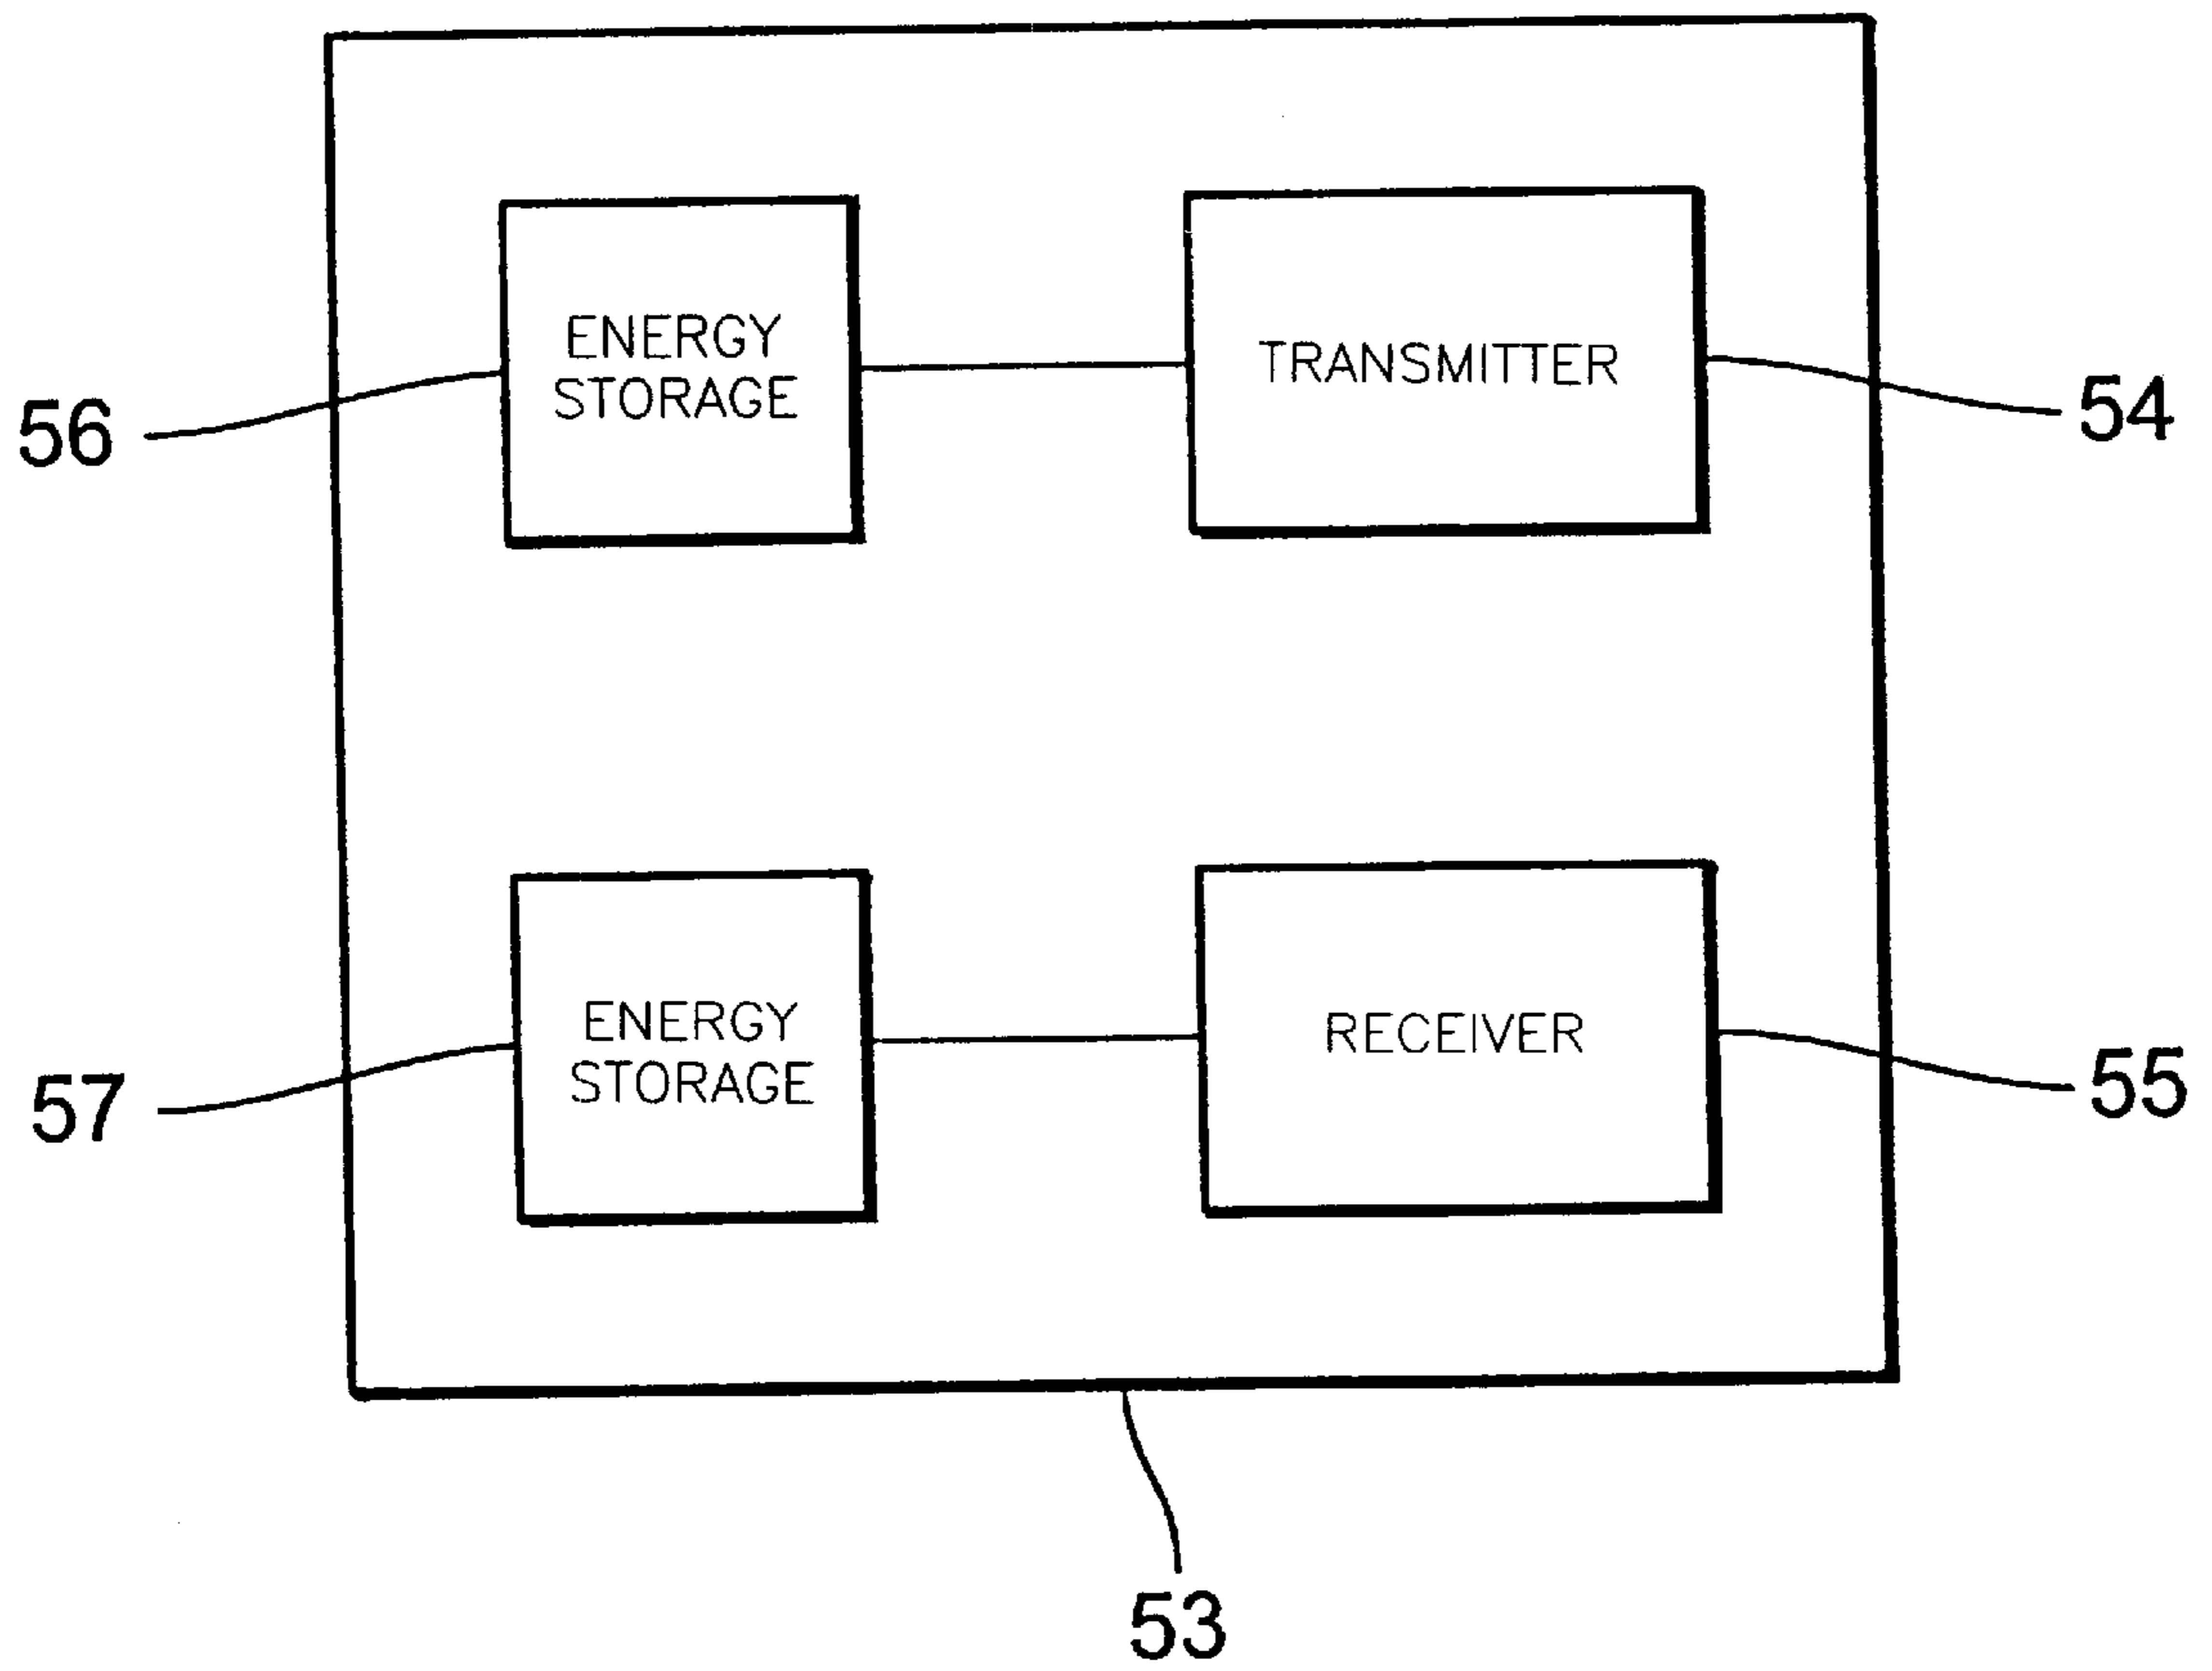 ENERGY
STORAGE
TRANSMITTER
56
54
ENERGY
STORAGE
RECEIVER
57
55
53